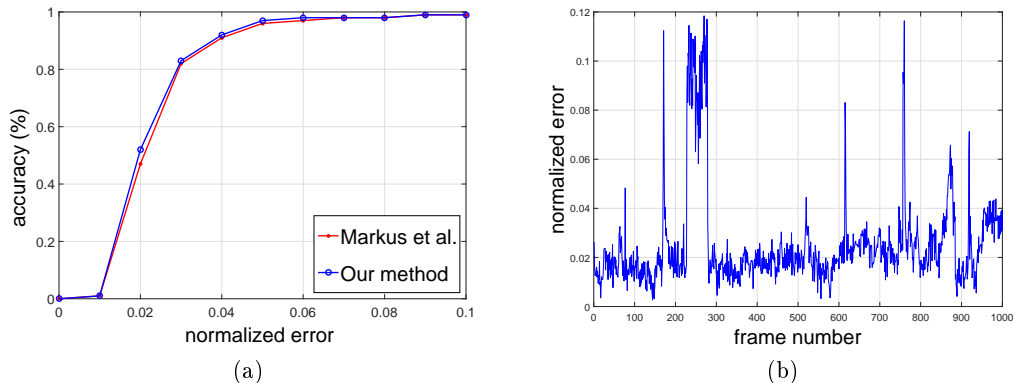 1
0.8
0.6
0.4
0.2
0
0 0.02 0.04 0.06 0.08 0.1
accuracy (%)
normalized error
Markus et al.
Our method
(a)
0.12
0.1
0.08
0.06
0.04
0.02
0
0 100 200 300 400 500 600 700 800 900 1000
normalized error
frame number
(b)